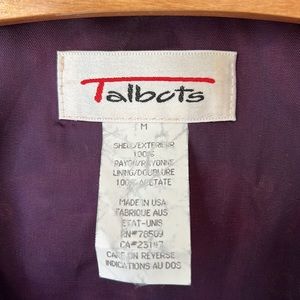 Talbots
M
SHELL/EXTERIEUR
100%
RAYON/RAYONNE
LINING/DOUBLURE
100% ACETATE
MADE IN USA
FABRIQUE AUX
ETAT-UNIS
RN#78509
CA#23147
CARE ON REVERSE
INDICATIONS AU DOS